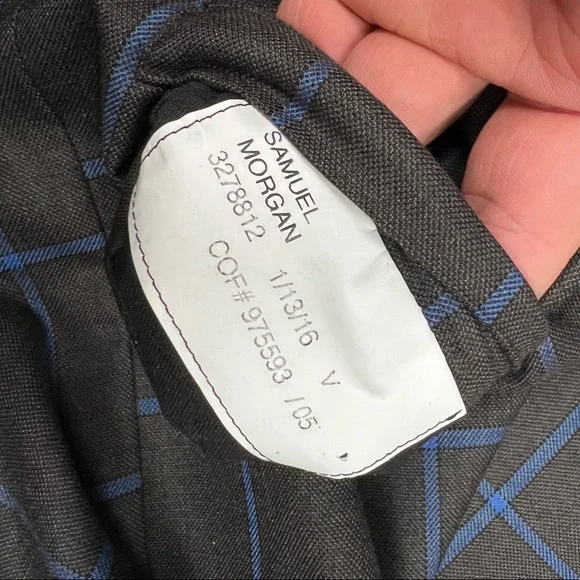 SAMUEL
MORGAN
3278812 1/13/16 V
COF# 975593 / 05